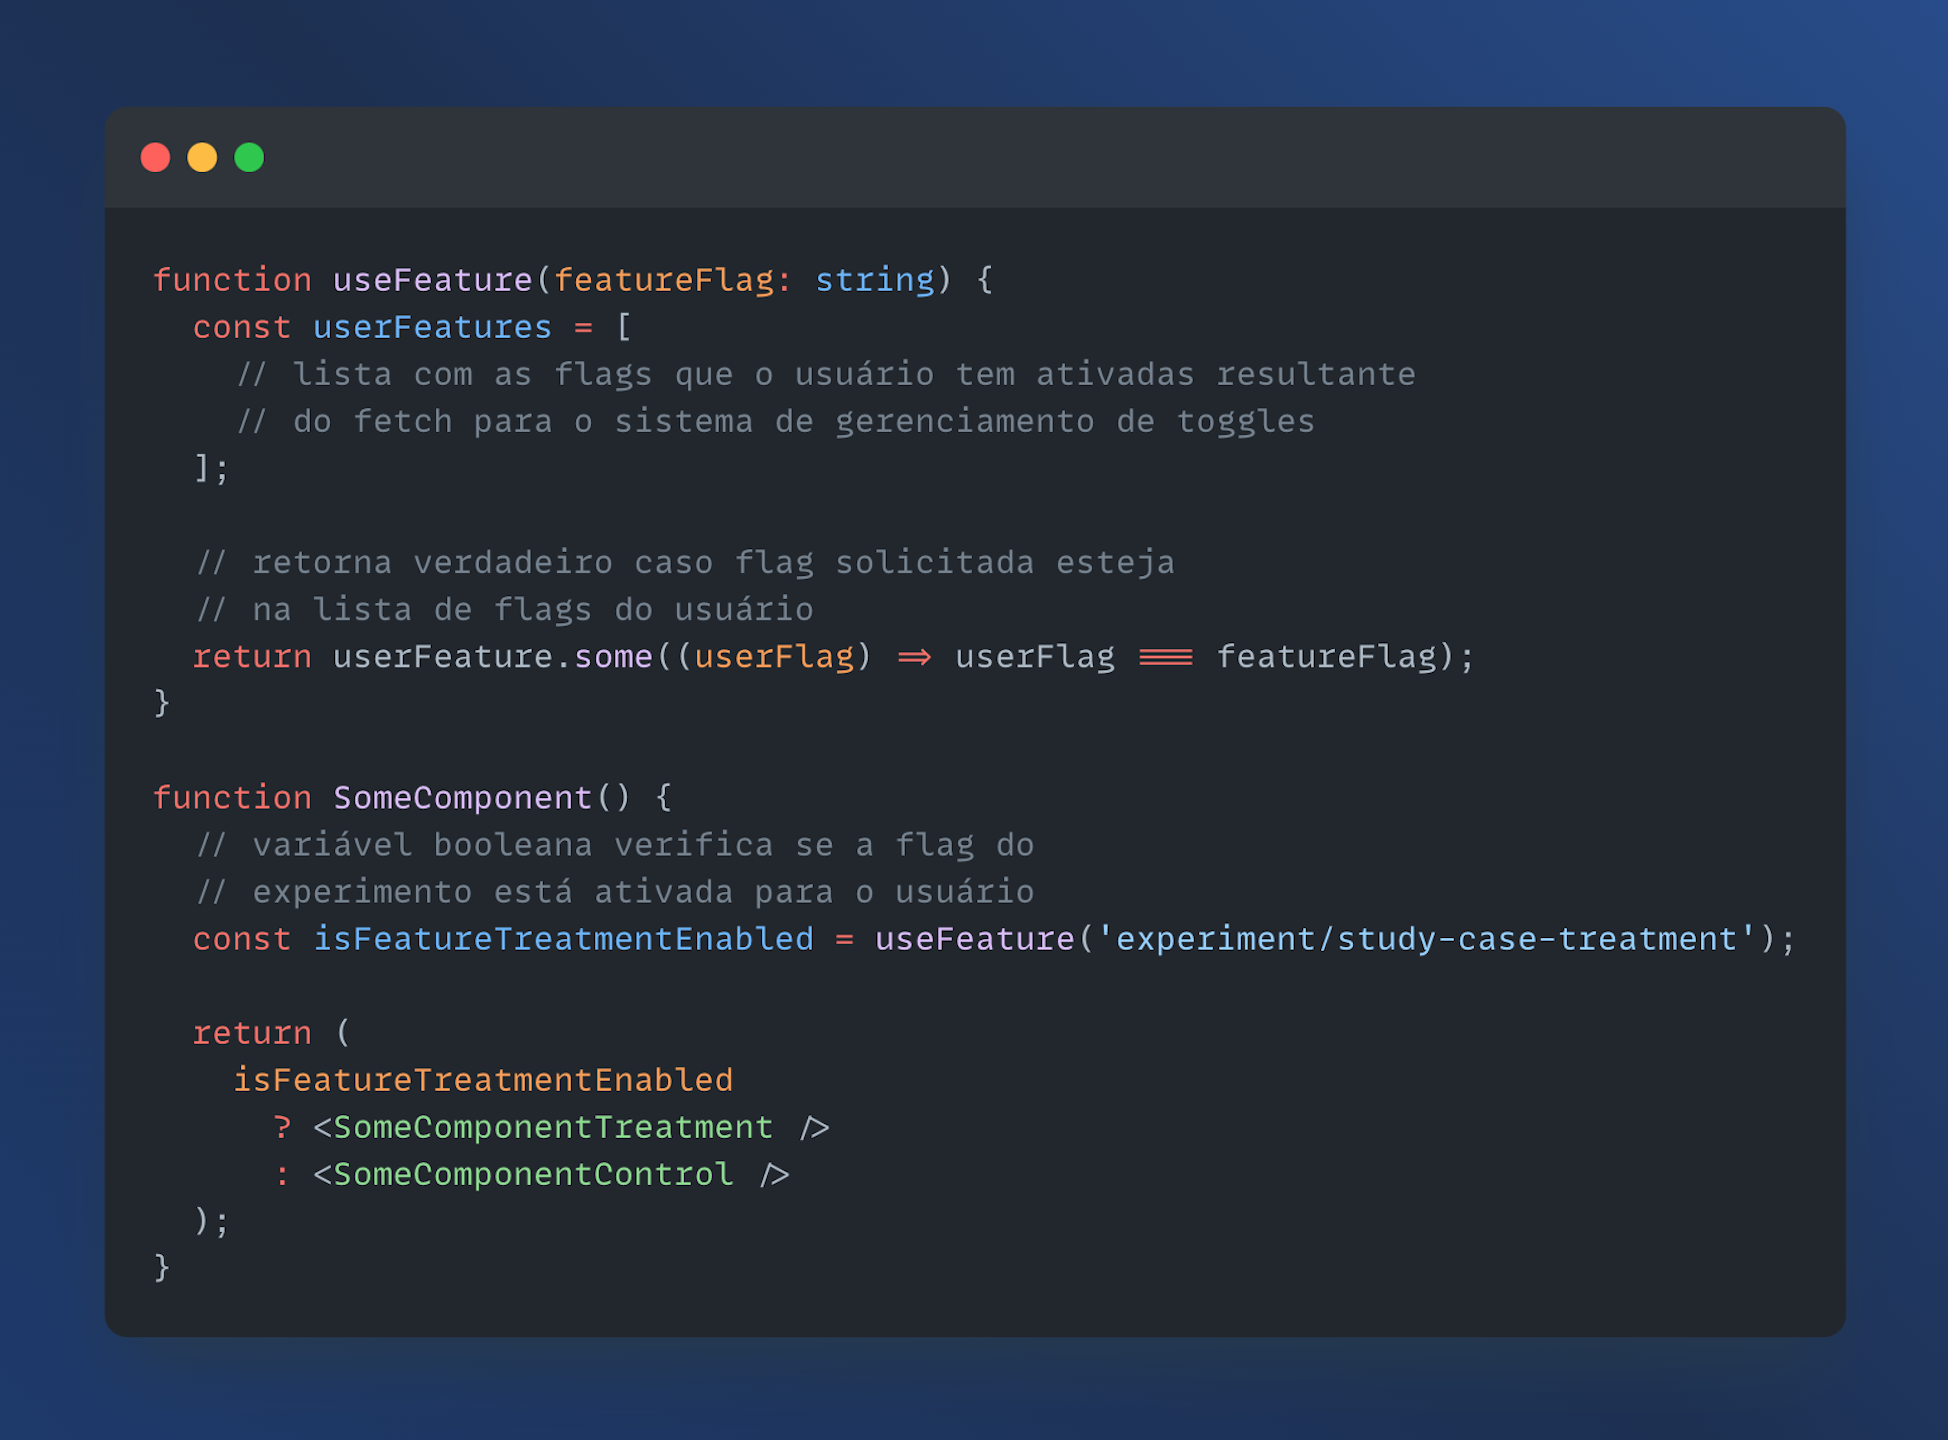 function useFeature(featureFlag: string) {
  const userFeatures = [
    // lista com as flags que o usuário tem ativadas resultante
    // do fetch para o sistema de gerenciamento de toggles
  ];

  // retorna verdadeiro caso flag solicitada esteja
  // na lista de flags do usuário
  return userFeature.some((userFlag) => userFlag === featureFlag);
}

function SomeComponent() {
  // variável booleana verifica se a flag do
  // experimento está ativada para o usuário
  const isFeatureTreatmentEnabled = useFeature('experiment/study-case-treatment');

  return (
    isFeatureTreatmentEnabled
      ? <SomeComponentTreatment />
      : <SomeComponentControl />
  );
}